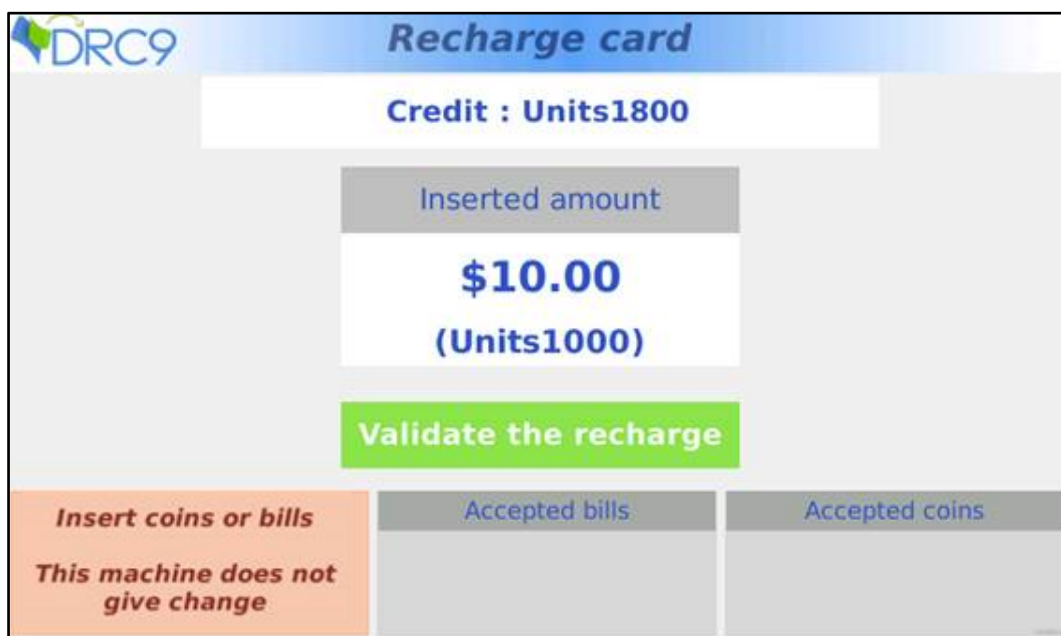 DRC9
Recharge card
Credit : Units1800
Inserted amount
$10.00
(Units1000)
Validate the recharge
Insert coins or bills
This machine does not
give change
Accepted bills
Accepted coins